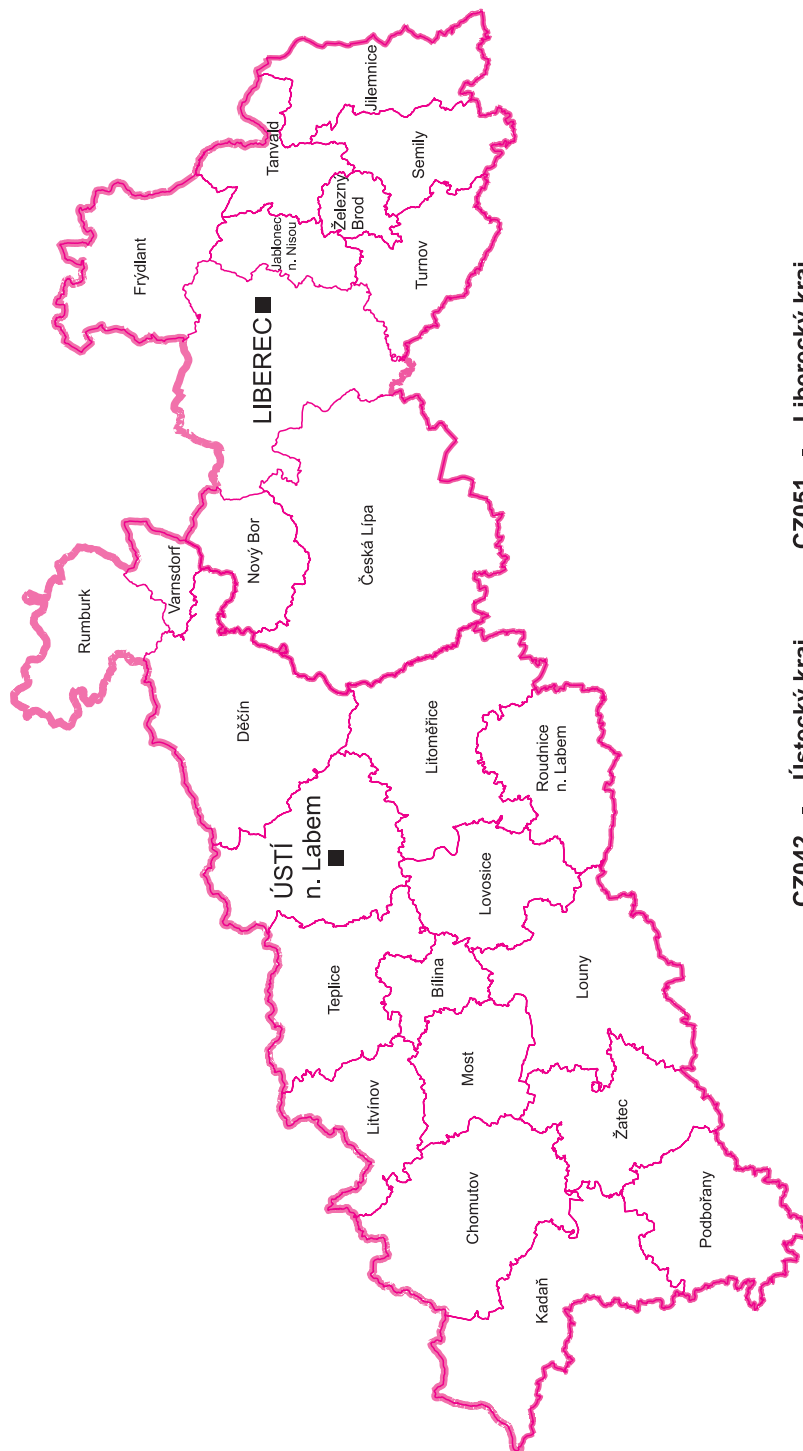 Rumburk
Varnsdorf
Děčín
Nový Bor
Česká Lípa
LIBEREC
Frýdlant
Jablonec
n. Nisou
Tanvald
Železný
Brod
Jilemnice
Semily
Turnov
ÚSTÍ
n. Labem
Litoměřice
Roudnice
n. Labem
Lovosice
Teplice
Bílina
Louny
Litvínov
Most
Žatec
Chomutov
Kadaň
Podbořany
CZ042 - Ústecký kraj
CZ051 - Liberecký kraj